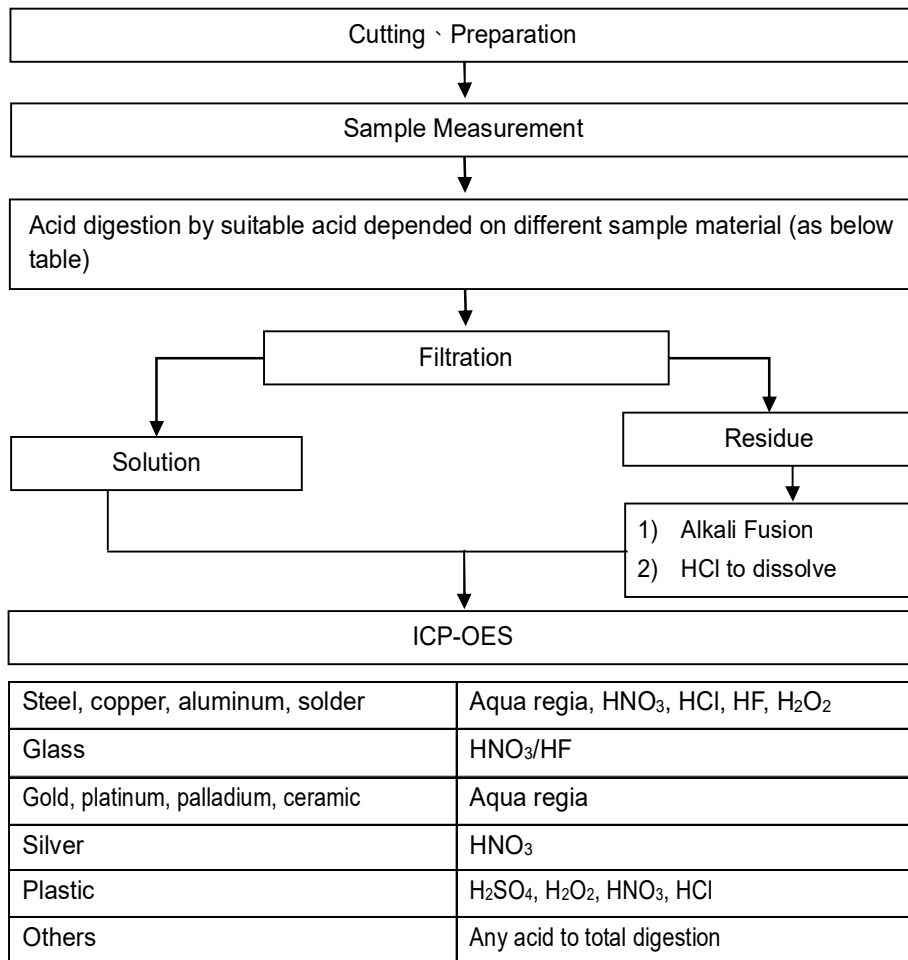 Cutting、Preparation
Sample Measurement
Acid digestion by suitable acid depended on different sample material (as below
table)
Filtration
Solution
Residue
1) Alkali Fusion
2) HCl to dissolve
ICP-OES
Steel, copper, aluminum, solder
Aqua regia, HNO₃, HCl, HF, H₂O₂
Glass
HNO₃/HF
Gold, platinum, palladium, ceramic
Aqua regia
Silver
HNO₃
Plastic
H₂SO₄, H₂O₂, HNO₃, HCl
Others
Any acid to total digestion